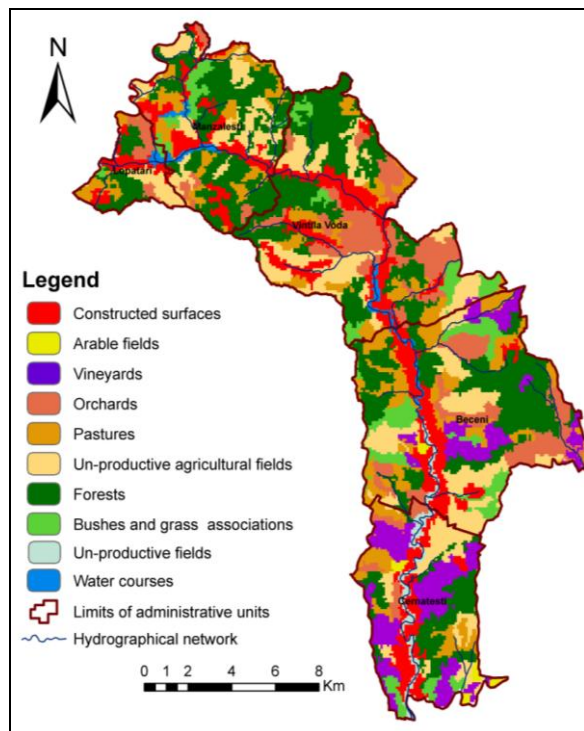 N
Manzalesti
Lopatari
Vintila Voda
Legend
Constructed surfaces
Arable fields
Vineyards
Orchards
Pastures
Un-productive agricultural fields
Forests
Bushes and grass associations
Un-productive fields
Water courses
Limits of administrative units
Hydrographical network
Beceni
Cernatesti
0 1 2 4 6 8
Km